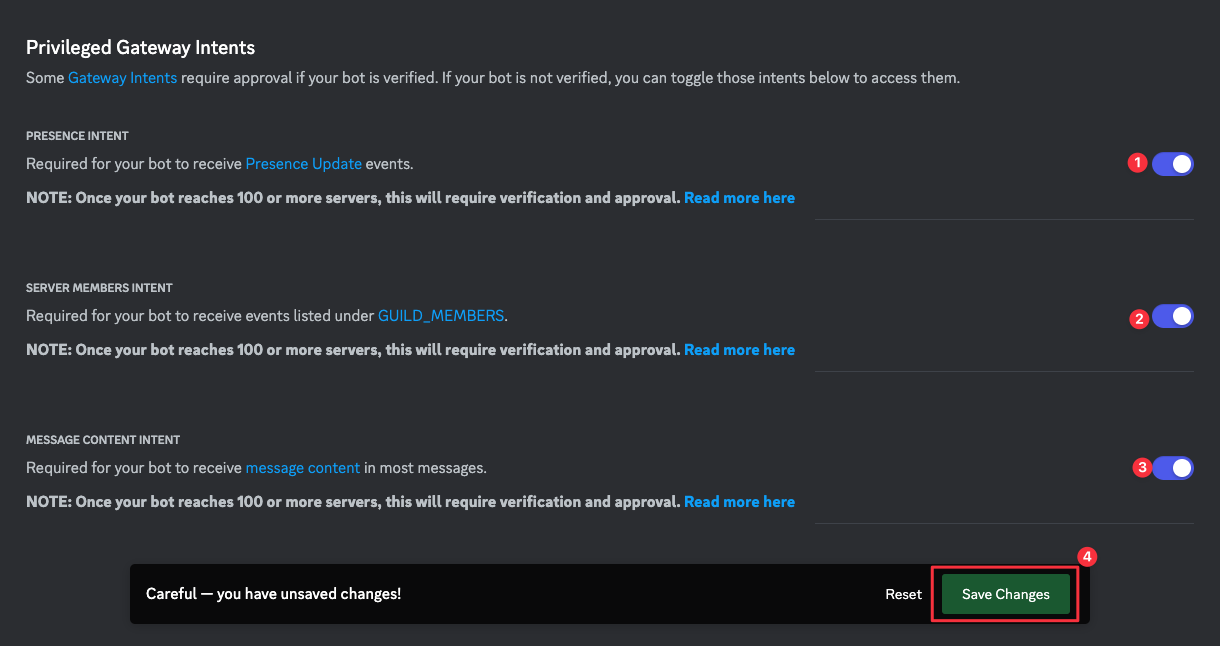 Privileged Gateway Intents
Some Gateway Intents require approval if your bot is verified. If your bot is not verified, you can toggle those intents below to access them.
PRESENCE INTENT
Required for your bot to receive Presence Update events.
1
NOTE: Once your bot reaches 100 or more servers, this will require verification and approval. Read more here
SERVER MEMBERS INTENT
Required for your bot to receive events listed under GUILD_MEMBERS.
2
NOTE: Once your bot reaches 100 or more servers, this will require verification and approval. Read more here
MESSAGE CONTENT INTENT
Required for your bot to receive message content in most messages.
3
NOTE: Once your bot reaches 100 or more servers, this will require verification and approval. Read more here
4
Careful — you have unsaved changes! Reset Save Changes